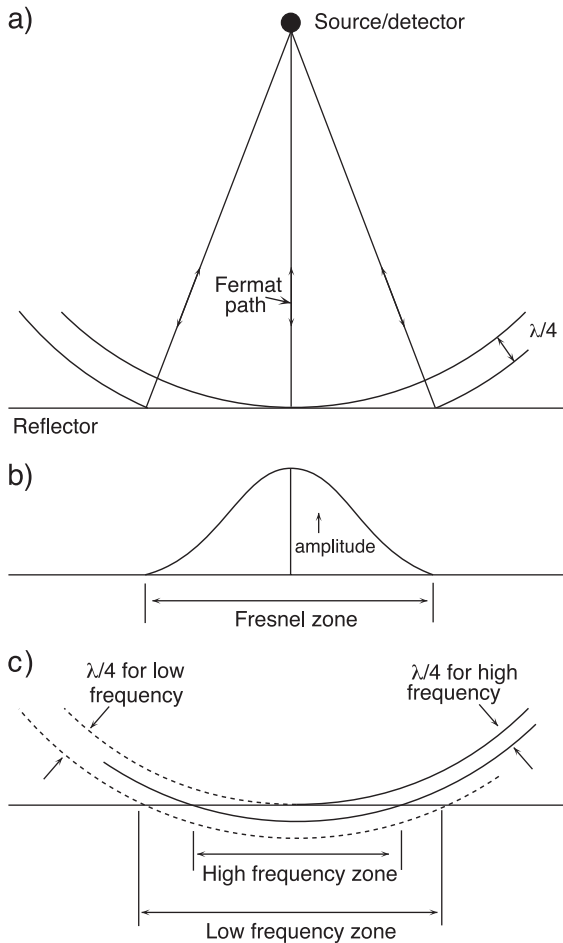 a)
Source/detector
Fermat
path
λ/4
Reflector
b)
amplitude
Fresnel zone
c)
λ/4 for low
frequency
λ/4 for high
frequency
High frequency zone
Low frequency zone